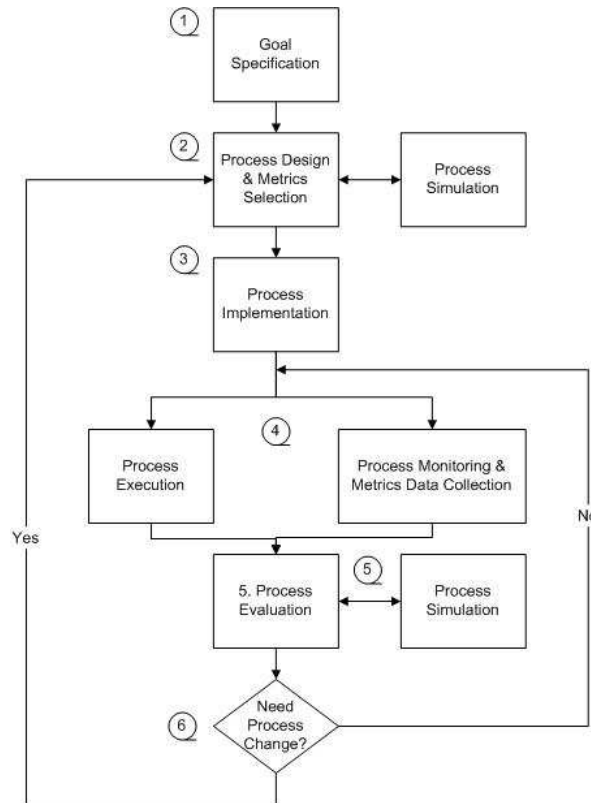 1
Goal
Specification
2
Process Design
& Metrics
Selection
Process
Simulation
3
Process
Implementation
4
Process
Execution
Process Monitoring &
Metrics Data Collection
Yes
No
5. Process
Evaluation
5
Process
Simulation
6
Need
Process
Change?